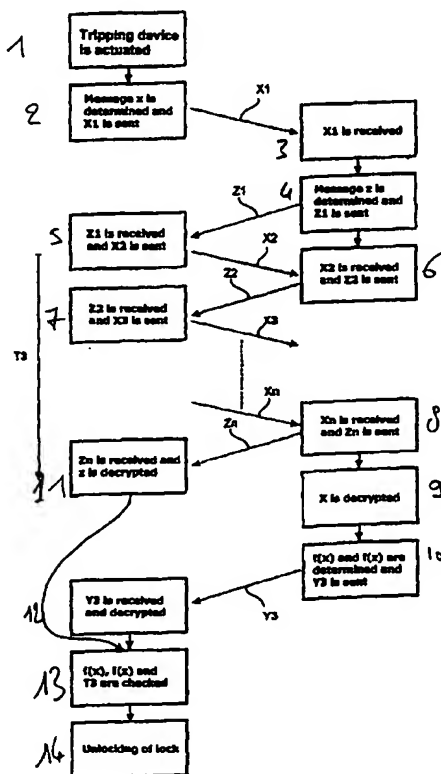 1
Tripping device
is actuated
2
Message x is
determined and
X1 is sent
X1
3
X1 is received
4
Message z is
determined and
Z1 is sent
Z1
5
Z1 is received
and X2 is sent
X2
6
X2 is received
and Z2 is sent
Z2
7
Z2 is received
and X3 is sent
X3
T3
Xn
8
Xn is received
and Zn is sent
Zn
11
Zn is received and
z is decrypted
9
X is decrypted
10
f(x) and f(x) are
determined and
Y3 is sent
Y3
12
Y3 is received
and decrypted
13
f(x), f(z) and
T3 are checked
14
Unlocking of lock